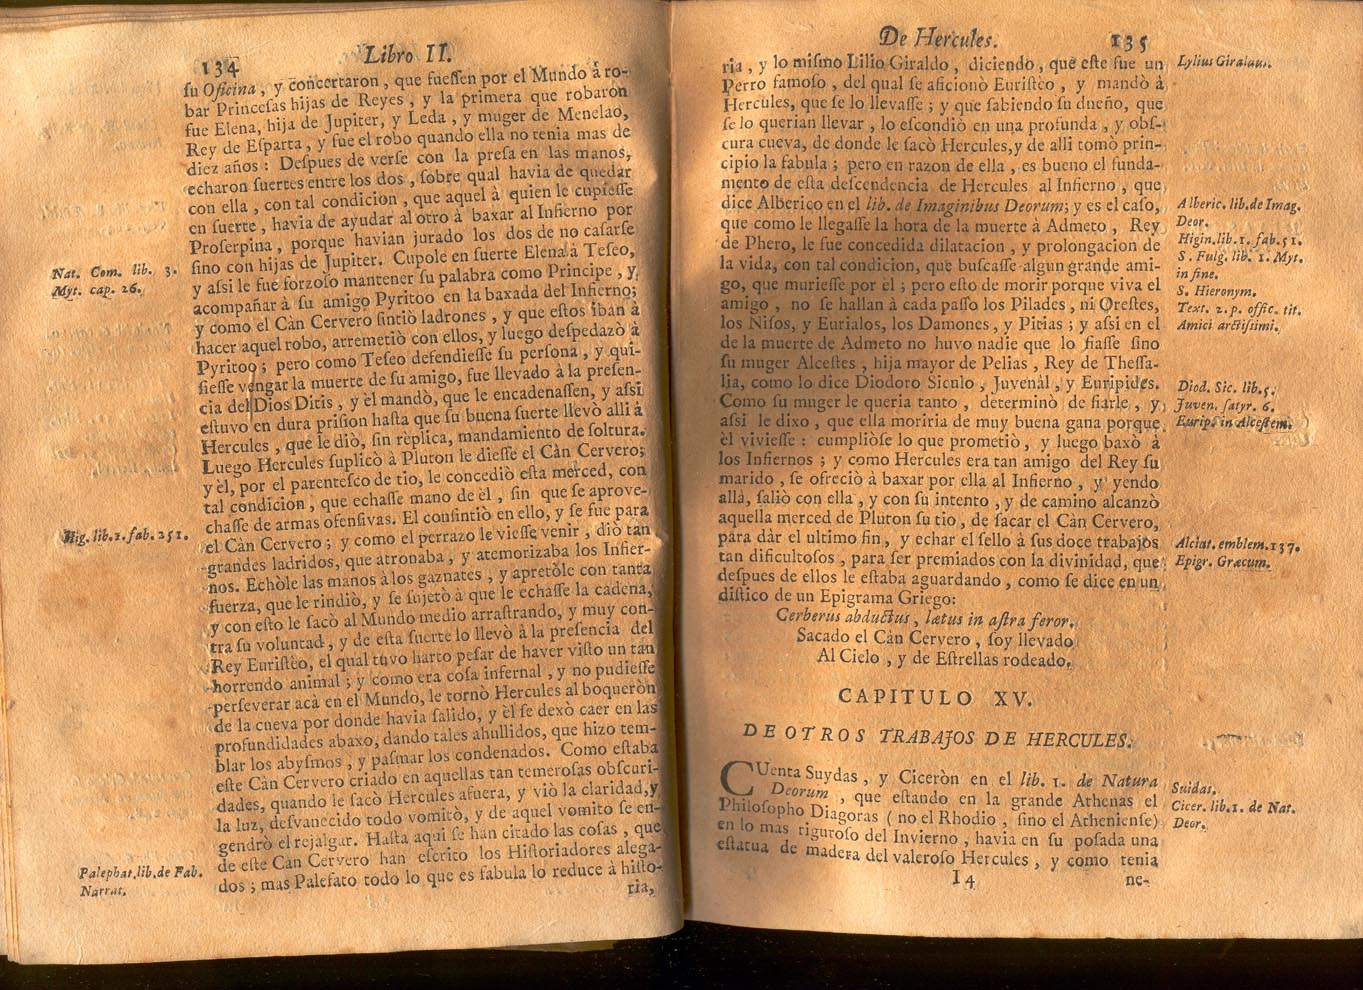 134
Libro II.
su Oficina, y concertaron, que fuessen por el Mundo à ro-
bar Princesas hijas de Reyes, y la primera que robaron
fue Elena, hija de Jupiter, y Leda, y muger de Menelao,
Rey de Esparta, y fue el robo quando ella no tenia mas de
diez años: Despues de verse con la presa en las manos,
echaron suertes entre los dos, sobre qual havia de quedar
con ella, con tal condicion, que aquel à quien le cupiesse
en suerte, havia de ayudar al otro à baxar al Infierno por
Proserpina, porque havian jurado los dos de no casarse
sino con hijas de Jupiter. Cupole en suerte Elena à Teseo,
y assi le fue forzoso mantener su palabra como Principe, y
acompañar à su amigo Pyritoo en la baxada del Infierno;
y como el Càn Cervero sintiò ladrones, y que estos iban à
hacer aquel robo, arremetiò con ellos, y luego despedazò à
Pyritoo; pero como Teseo defendiesse su persona, y qui-
siesse vengar la muerte de su amigo, fue llevado à la presen-
cia del Dios Ditis, y èl mandò, que le encadenassen, y assi
estuvo en dura prision hasta que su buena suerte llevò alli à
Hercules, que le diò, sin rèplica, mandamiento de soltura.
Luego Hercules suplicò à Pluton le diesse el Càn Cervero;
y èl, por el parentesco de tio, le concediò esta merced, con
tal condicion, que echasse mano de èl, sin que se aprove-
chasse de armas ofensivas. El consintiò en ello, y se fue para
el Càn Cervero; y como el perrazo le viesse venir, diò tan
grandes ladridos, que atronaba, y atemorizaba los Infier-
nos. Echòle las manos à los gaznates, y apretòle con tanta
fuerza, que le rindiò, y se sujetò à que le echasse la cadena,
y con esto le sacò al Mundo medio arrastrando, y muy con-
tra su voluntad, y de esta suerte lo llevò à la presencia del
Rey Euristèo, el qual tuvo harto pesar de haver visto un tan
horrendo animal; y como era cosa infernal, y no pudiesse
perseverar acà en el Mundo, le tornò Hercules al boqueròn
de la cueva por donde havia salido, y èl se dexò caer en las
profundidades abaxo, dando tales ahullidos, que hizo tem-
blar los abysmos, y pasmar los condenados. Como estaba
este Càn Cervero criado en aquellas tan temerosas obscuri-
dades, quando le sacò Hercules afuera, y viò la claridad, y
la luz, desvanecido todo vomitò, y de aquel vomito se en-
gendrò el rejalgar. Hasta aqui se han citado las cosas, que
de este Càn Cervero han escrito los Historiadores alega-
dos; mas Palefato todo lo que es fabula lo reduce à histo-
ria,
Nat. Com. lib. 3.
Myt. cap. 26.
Hig. lib. 1. fab. 251.
Palephat. lib. de Fab.
Narrat.
De Hercules.
135
ria, y lo mismo Lilio Giraldo, diciendo, que este fue un
Perro famoso, del qual se aficionò Euristèo, y mandò à
Hercules, que se lo llevasse; y que sabiendo su dueño, que
se lo querian llevar, lo escondiò en una profunda, y obs-
cura cueva, de donde le sacò Hercules, y de alli tomò prin-
cipio la fabula; pero en razon de ella, es bueno el funda-
mento de esta descendencia de Hercules al Infierno, que
dice Alberico en el lib. de Imaginibus Deorum; y es el caso,
que como le llegasse la hora de la muerte à Admeto, Rey
de Phero, le fue concedida dilatacion, y prolongacion de
la vida, con tal condicion, que buscasse algun grande ami-
go, que muriesse por èl; pero esto de morir porque viva el
amigo, no se hallan à cada passo los Pilades, ni Orestes,
los Nisos, y Eurialos, los Damones, y Pitias; y assi en el
de la muerte de Admeto no huvo nadie que lo fiasse sino
su muger Alcestes, hija mayor de Pelias, Rey de Thessa-
lia, como lo dice Diodoro Siculo, Juvenàl, y Euripides.
Como su muger le queria tanto, determinò de fiarle, y
assi le dixo, que ella moriria de muy buena gana porque
èl viviesse: cumpliòse lo que prometiò, y luego baxò à
los Infiernos; y como Hercules era tan amigo del Rey su
marido, se ofreciò à baxar por ella al Infierno, y yendo
allà, saliò con ella, y con su intento, y de camino alcanzò
aquella merced de Pluton su tio, de sacar el Càn Cervero,
para dàr el ultimo fin, y echar el sello à sus doce trabajos
tan dificultosos, para ser premiados con la divinidad, que
despues de ellos le estaba aguardando, como se dice en un
distico de un Epigrama Griego:
Cerberus abductus, lætus in astra feror.
Sacado el Càn Cervero, soy llevado
Al Cielo, y de Estrellas rodeado.
CAPITULO XV.
DE OTROS TRABAJOS DE HERCULES.
CUenta Suydas, y Ciceròn en el lib. 1. de Natura
Deorum, que estando en la grande Athenas el
Philosopho Diagoras (no el Rhodio, sino el Atheniense)
en lo mas riguroso del Invierno, havia en su posada una
estatua de madera del valeroso Hercules, y como tenia
I 4
ne-
Lylius Giraldus.
Alberic. lib. de Imag.
Deor.
Higin. lib. 1. fab. 51.
S. Fulg. lib. 1. Myt.
in fine.
S. Hieronym.
Text. 2. p. offic. tit.
Amici arctissimi.
Diod. Sic. lib. 5.
Juven. satyr. 6.
Eurip. in Alcestem.
Alciat. emblem. 137.
Epigr. Græcum.
Suidas.
Cicer. lib. 1. de Nat.
Deor.